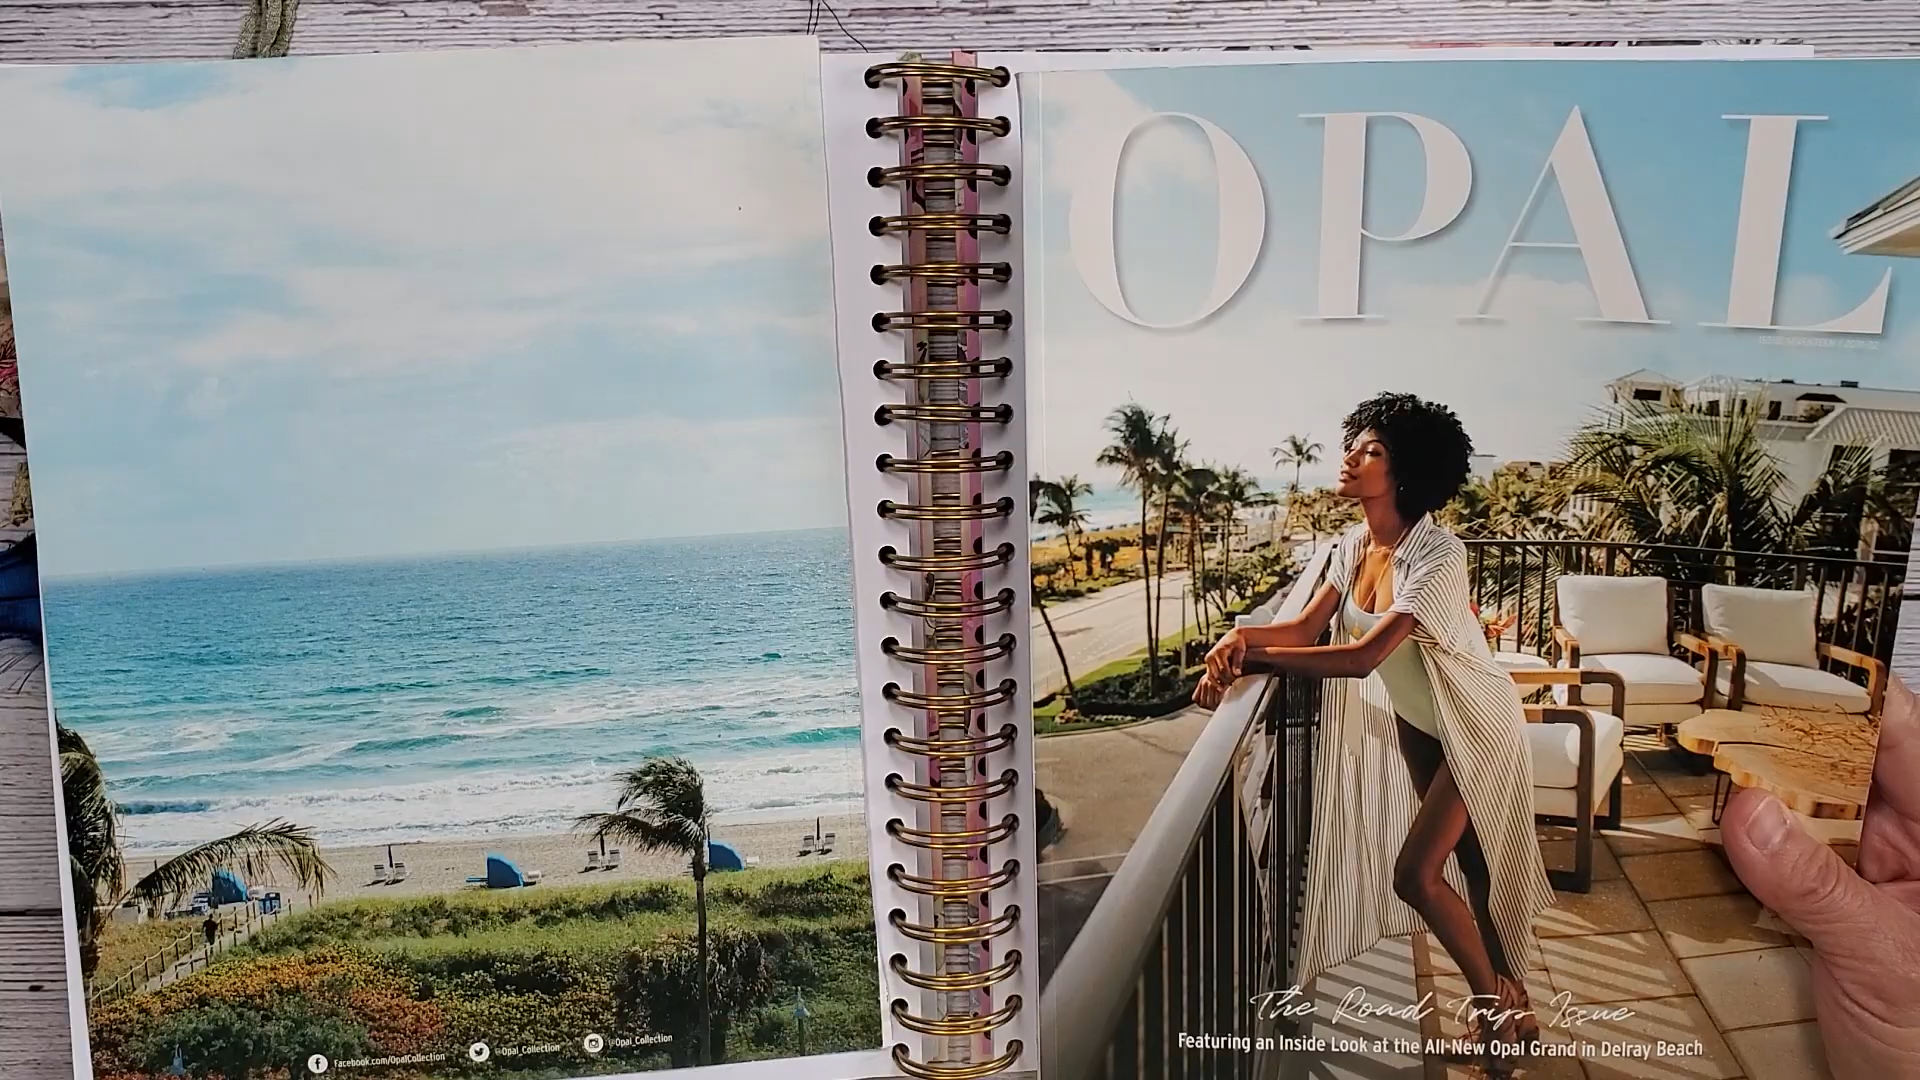 Facebook.com/OpalCollection @Opal_Collection @Opal_Collection
OPAL
The Road Trip Issue
Featuring an Inside Look at the All-New Opal Grand in Delray Beach